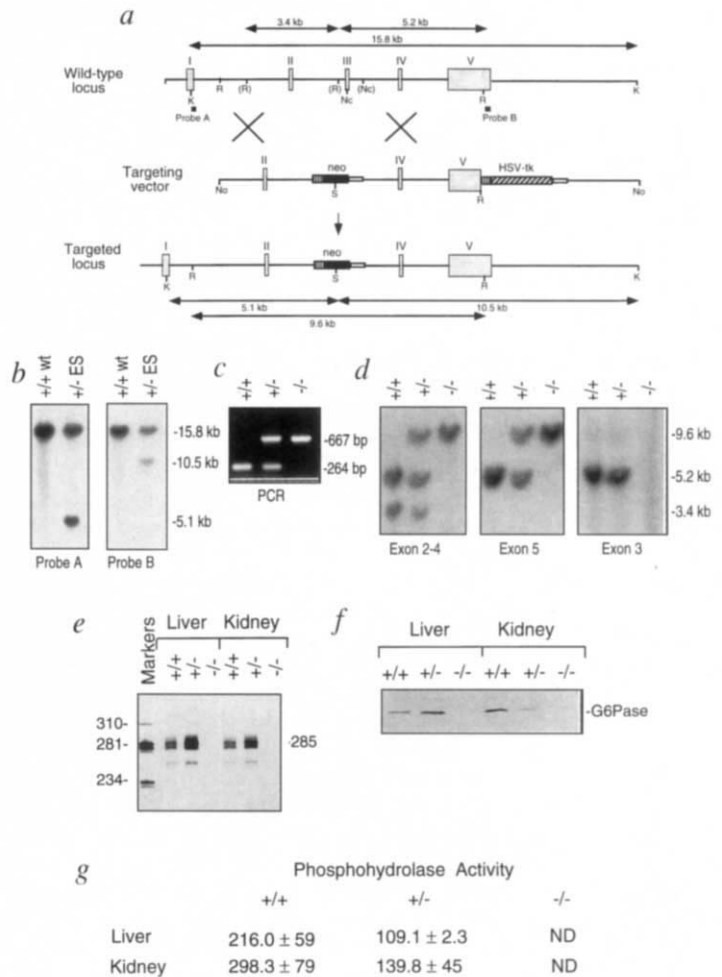 a
3.4 kb 5.2 kb
15.8 kb
I II III IV V
Wild-type locus
K R (R) (R) Nc (Nc) R K
Probe A Probe B
II neo IV V HSV-tk
Targeting vector
No S R No
I II neo IV V
Targeted locus
K R S R K
5.1 kb 10.5 kb
9.6 kb
b
+/+ wt +/- ES +/+ wt +/- ES
-15.8 kb
-10.5 kb
5.1 kb
Probe A Probe B
c
+/+ +/- -/-
-667 bp
-264 bp
PCR
d
+/+ +/- -/- +/+ +/- -/- +/+ +/- -/-
-9.6 kb
-5.2 kb
-3.4 kb
Exon 2-4 Exon 5 Exon 3
e
Liver Kidney
Markers +/+ +/- -/- +/+ +/- -/-
310-
281- -285
234-
f
Liver Kidney
+/+ +/- -/- +/+ +/- -/-
-G6Pase
g
Phosphohydrolase Activity
+/+ +/- -/-
Liver 216.0 ± 59 109.1 ± 2.3 ND
Kidney 298.3 ± 79 139.8 ± 45 ND